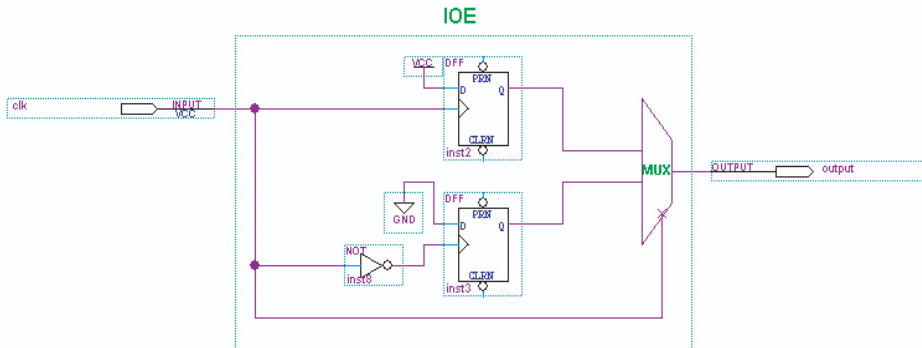 IOE
VCC
DFF
PRN
D
Q
CLRN
inst2
clk
INPUT
VCC
MUX
OUTPUT
output
GND
DFF
PRN
D
Q
CLRN
inst3
NOT
inst8